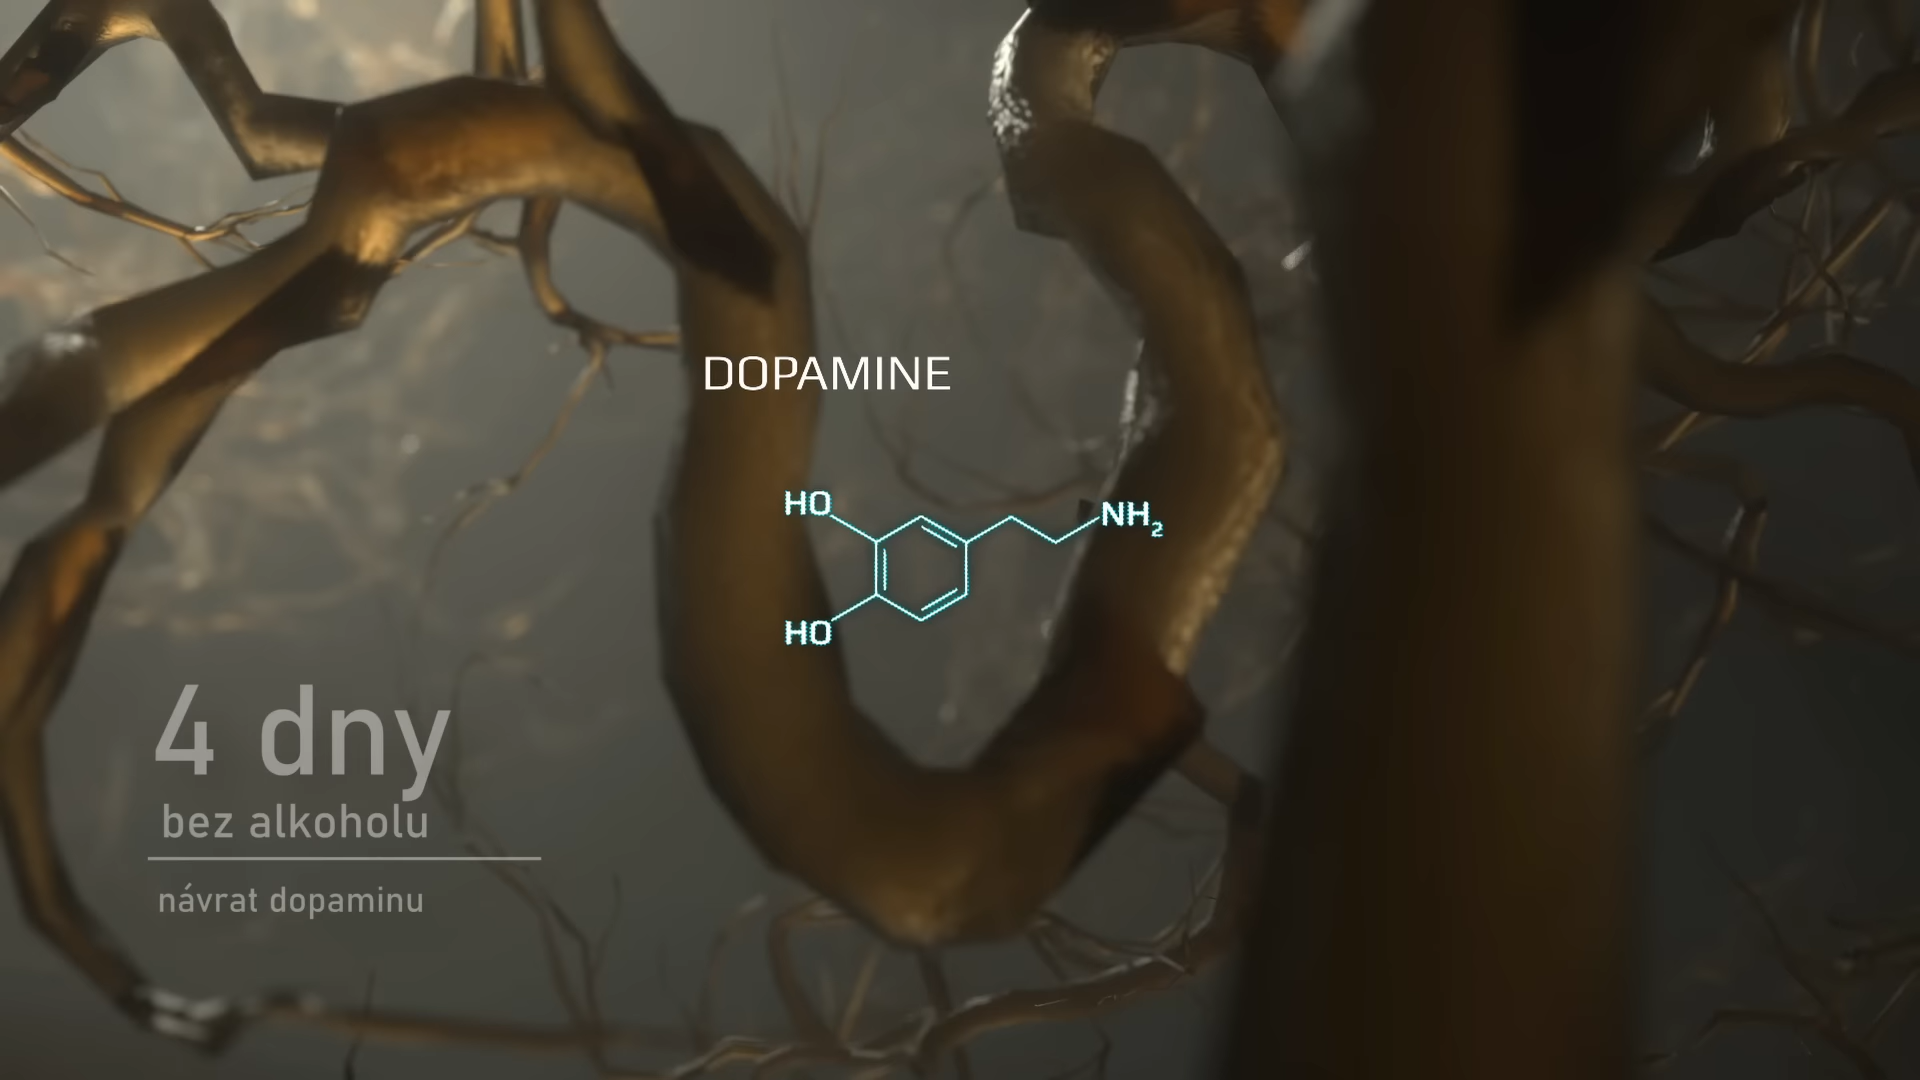 DOPAMINE
HO
NH₂
HO
4 dny
bez alkoholu
návrat dopaminu